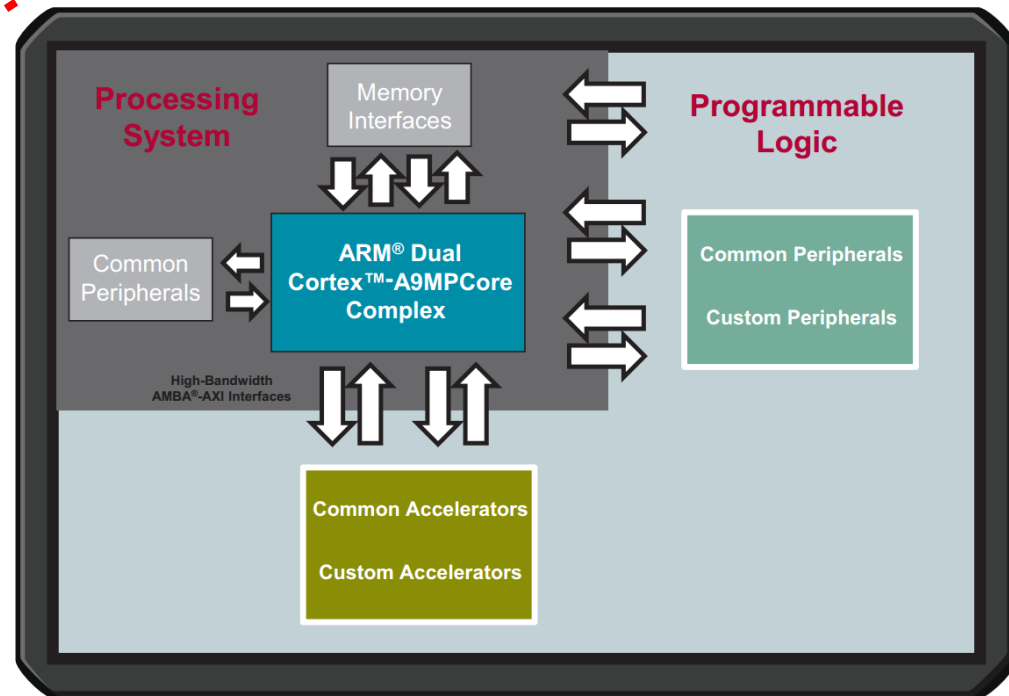 Processing
System
Memory
Interfaces
Programmable
Logic
Common
Peripherals
ARM® Dual
Cortex™-A9MPCore
Complex
Common Peripherals
Custom Peripherals
High-Bandwidth
AMBA®-AXI Interfaces
Common Accelerators
Custom Accelerators